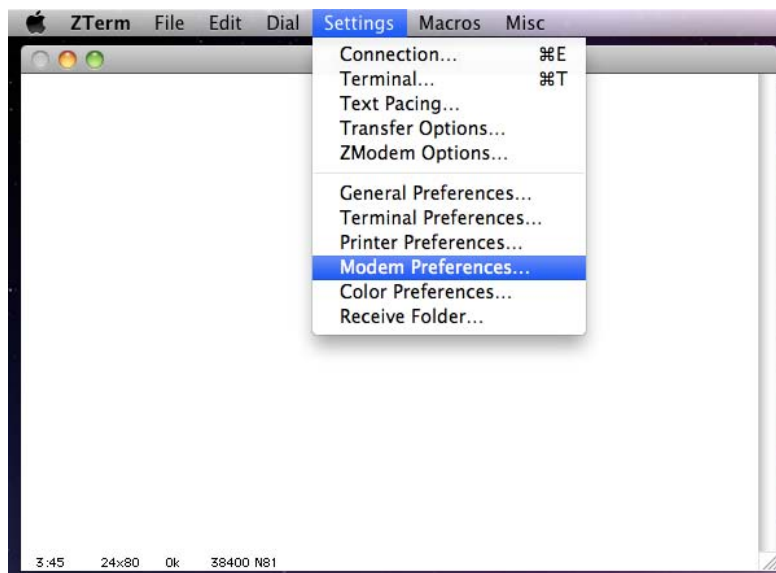 ZTerm File Edit Dial Settings Macros Misc
Connection... ⌘E
Terminal... ⌘T
Text Pacing...
Transfer Options...
ZModem Options...
General Preferences...
Terminal Preferences...
Printer Preferences...
Modem Preferences...
Color Preferences...
Receive Folder...
3:45 24x80 0k 38400 N81